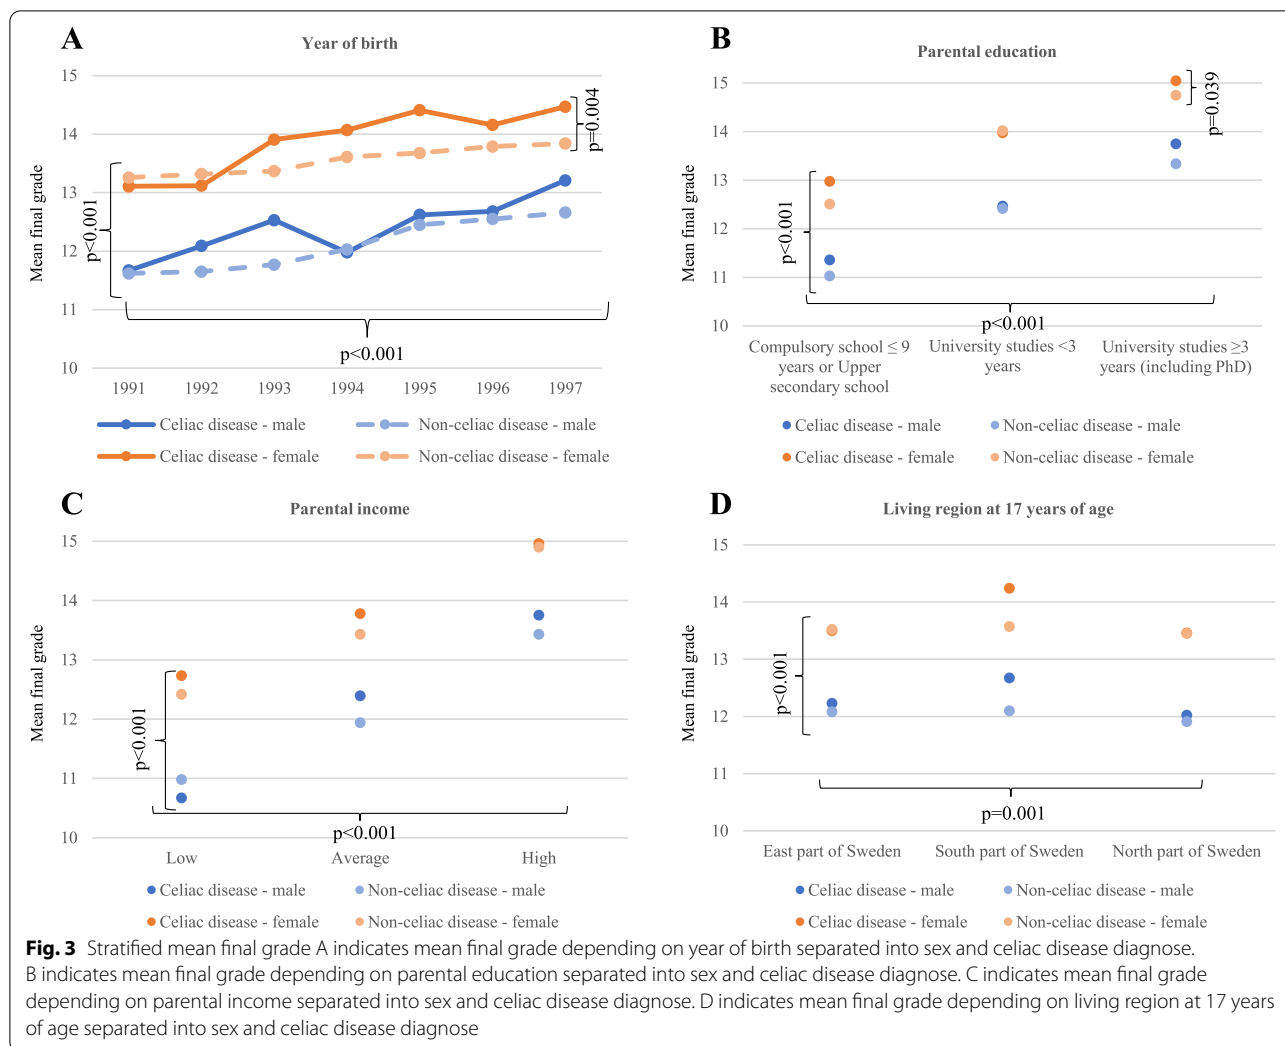 A
Year of birth
15
14
13
12
11
10
Mean final grade
p<0.001
p=0.004
p<0.001
1991 1992 1993 1994 1995 1996 1997
Celiac disease - male Non-celiac disease - male
Celiac disease - female Non-celiac disease - female
B
Parental education
15
14
13
12
11
10
Mean final grade
p<0.001
p=0.039
p<0.001
Compulsory school ≤ 9 University studies <3 University studies ≥3
years or Upper years years (including PhD)
secondary school
Celiac disease - male Non-celiac disease - male
Celiac disease - female Non-celiac disease - female
C
Parental income
15
14
13
12
11
10
Mean final grade
p<0.001
p<0.001
Low Average High
Celiac disease - male Non-celiac disease - male
Celiac disease - female Non-celiac disease - female
D
Living region at 17 years of age
15
14
13
12
11
10
Mean final grade
p<0.001
p=0.001
East part of Sweden South part of Sweden North part of Sweden
Celiac disease - male Non-celiac disease - male
Celiac disease - female Non-celiac disease - female
Fig. 3 Stratified mean final grade A indicates mean final grade depending on year of birth separated into sex and celiac disease diagnose.
B indicates mean final grade depending on parental education separated into sex and celiac disease diagnose. C indicates mean final grade
depending on parental income separated into sex and celiac disease diagnose. D indicates mean final grade depending on living region at 17 years
of age separated into sex and celiac disease diagnose